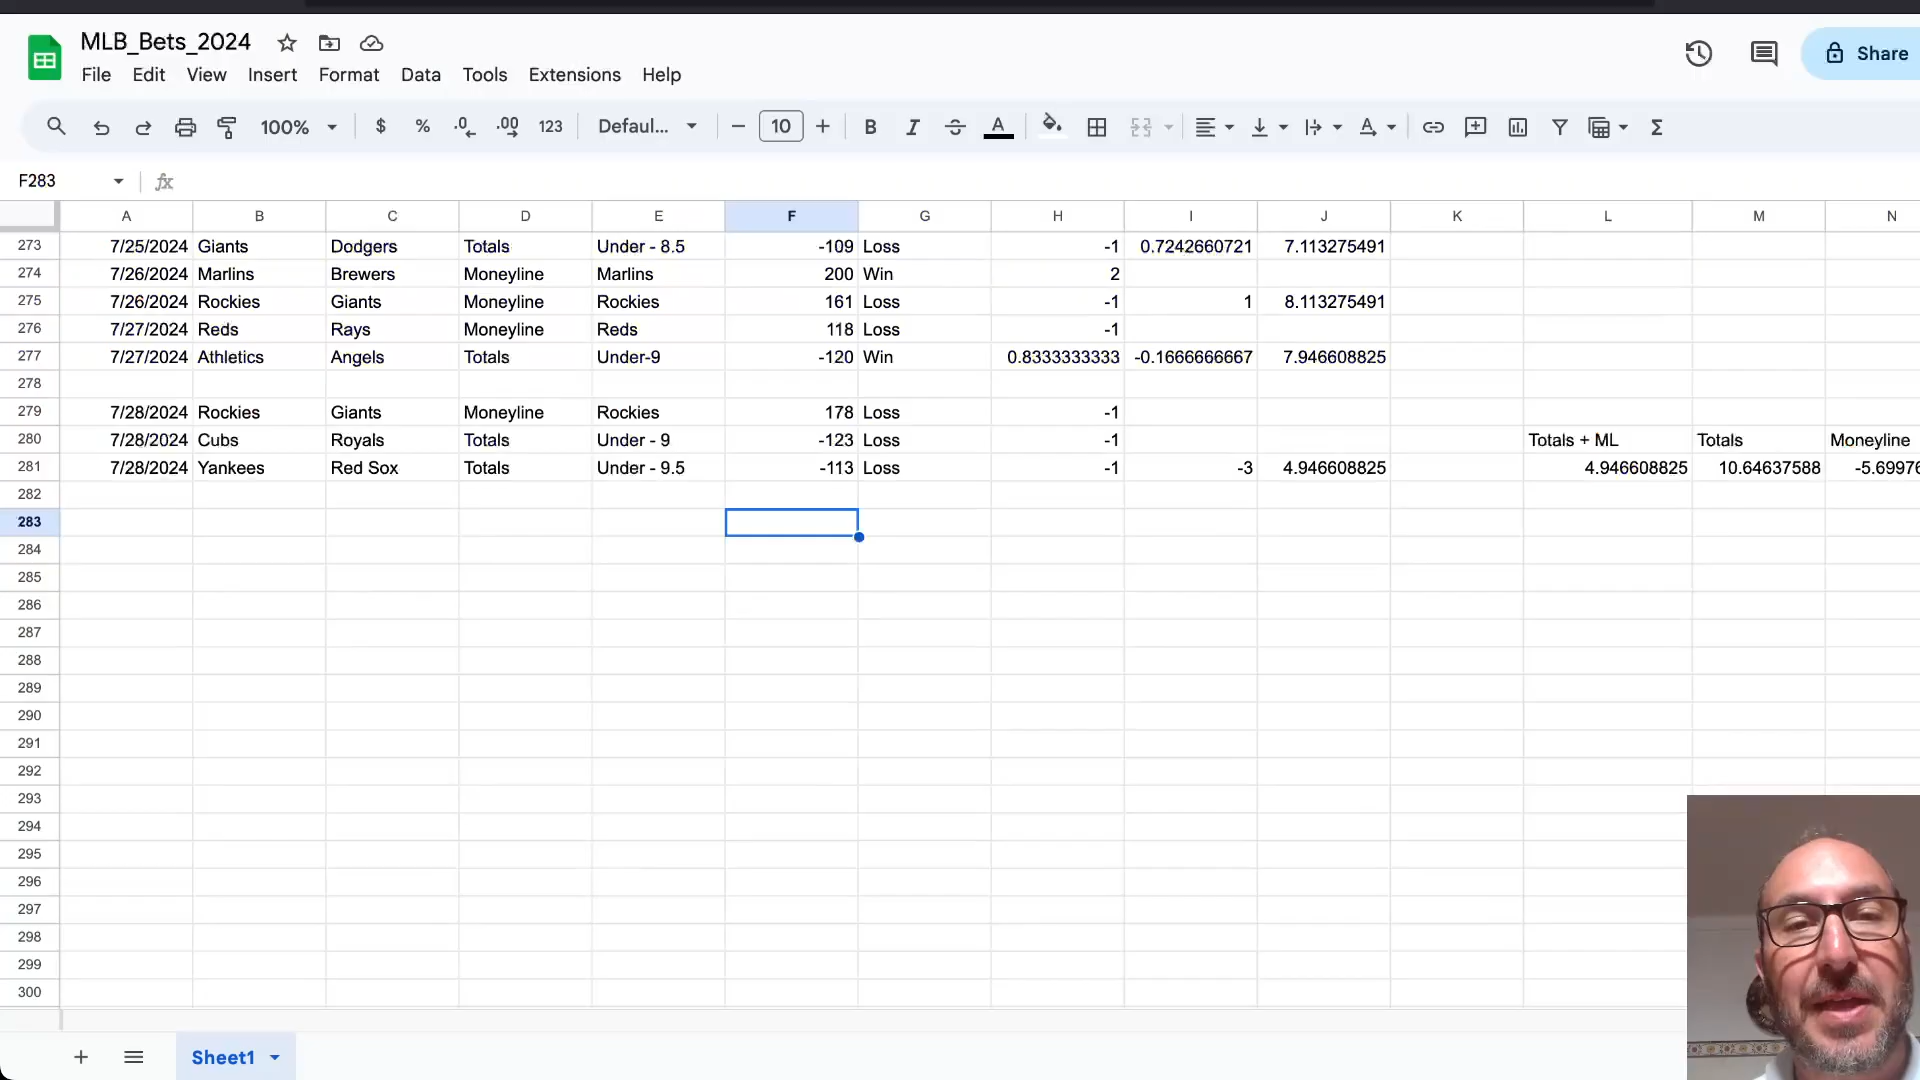 MLB_Bets_2024
File Edit View Insert Format Data Tools Extensions Help
Share
100% $ % .0 .00 123 Defaul... 10 B I A Σ
F283 fx
A B C D E F G H I J K L M N
273 7/25/2024 Giants Dodgers Totals Under - 8.5 -109 Loss -1 0.7242660721 7.113275491
274 7/26/2024 Marlins Brewers Moneyline Marlins 200 Win 2
275 7/26/2024 Rockies Giants Moneyline Rockies 161 Loss -1 1 8.113275491
276 7/27/2024 Reds Rays Moneyline Reds 118 Loss -1
277 7/27/2024 Athletics Angels Totals Under-9 -120 Win 0.8333333333 -0.1666666667 7.946608825
278
279 7/28/2024 Rockies Giants Moneyline Rockies 178 Loss -1
280 7/28/2024 Cubs Royals Totals Under - 9 -123 Loss -1 Totals + ML Totals Moneyline
281 7/28/2024 Yankees Red Sox Totals Under - 9.5 -113 Loss -1 -3 4.946608825 4.946608825 10.64637588 -5.69976
282
283
284
285
286
287
288
289
290
291
292
293
294
295
296
297
298
299
300
Sheet1